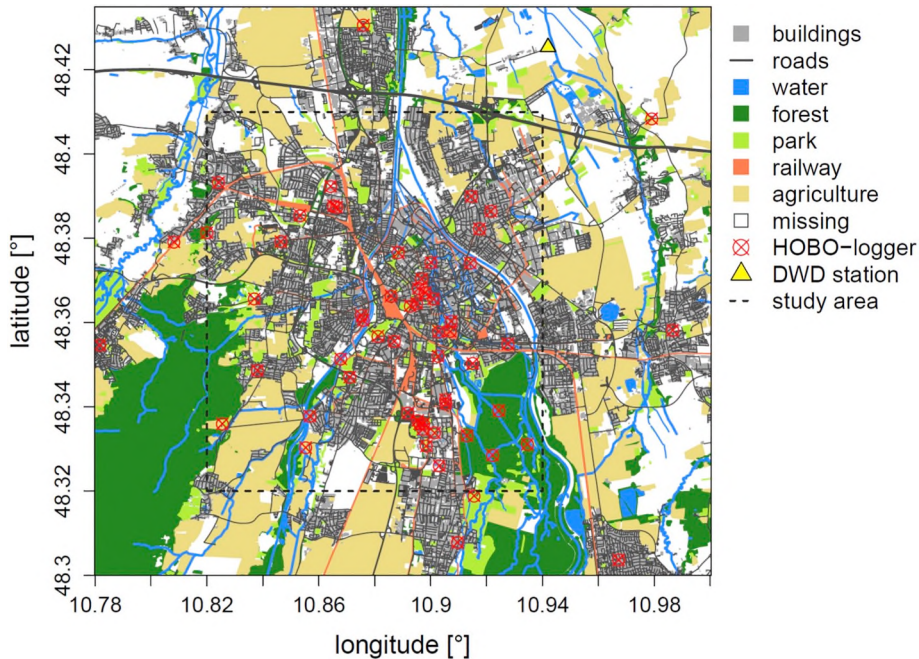 buildings
roads
water
forest
park
railway
agriculture
missing
HOBO-logger
DWD station
study area
latitude [°]
48.42
48.4
48.38
48.36
48.34
48.32
48.3
10.78
10.82
10.86
10.9
10.94
10.98
longitude [°]